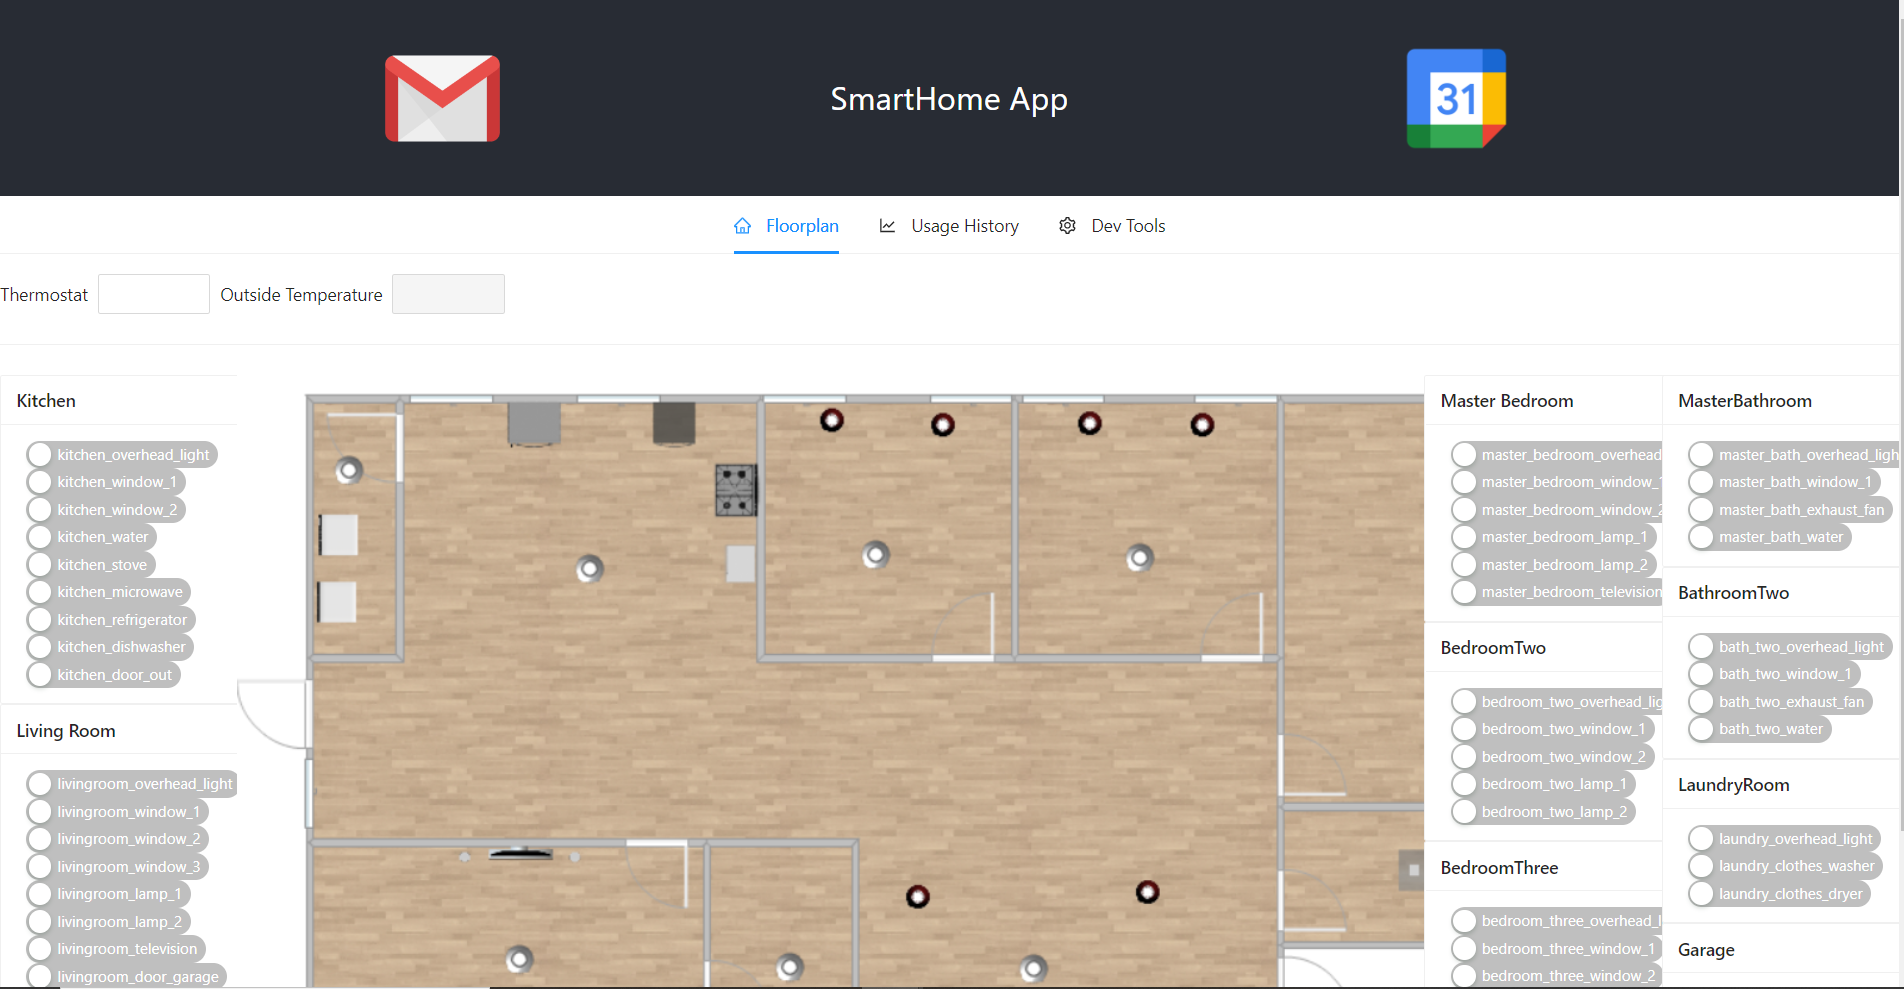 SmartHome App
31
Floorplan
Usage History
Dev Tools
Thermostat
Outside Temperature
Kitchen
kitchen_overhead_light
kitchen_window_1
kitchen_window_2
kitchen_water
kitchen_stove
kitchen_microwave
kitchen_refrigerator
kitchen_dishwasher
kitchen_door_out
Living Room
livingroom_overhead_light
livingroom_window_1
livingroom_window_2
livingroom_window_3
livingroom_lamp_1
livingroom_lamp_2
livingroom_television
livingroom_door_garage
Master Bedroom
master_bedroom_overhead
master_bedroom_window_1
master_bedroom_window_2
master_bedroom_lamp_1
master_bedroom_lamp_2
master_bedroom_television
BedroomTwo
bedroom_two_overhead_lig
bedroom_two_window_1
bedroom_two_window_2
bedroom_two_lamp_1
bedroom_two_lamp_2
BedroomThree
bedroom_three_overhead_l
bedroom_three_window_1
bedroom_three_window_2
MasterBathroom
master_bath_overhead_ligh
master_bath_window_1
master_bath_exhaust_fan
master_bath_water
BathroomTwo
bath_two_overhead_light
bath_two_window_1
bath_two_exhaust_fan
bath_two_water
LaundryRoom
laundry_overhead_light
laundry_clothes_washer
laundry_clothes_dryer
Garage